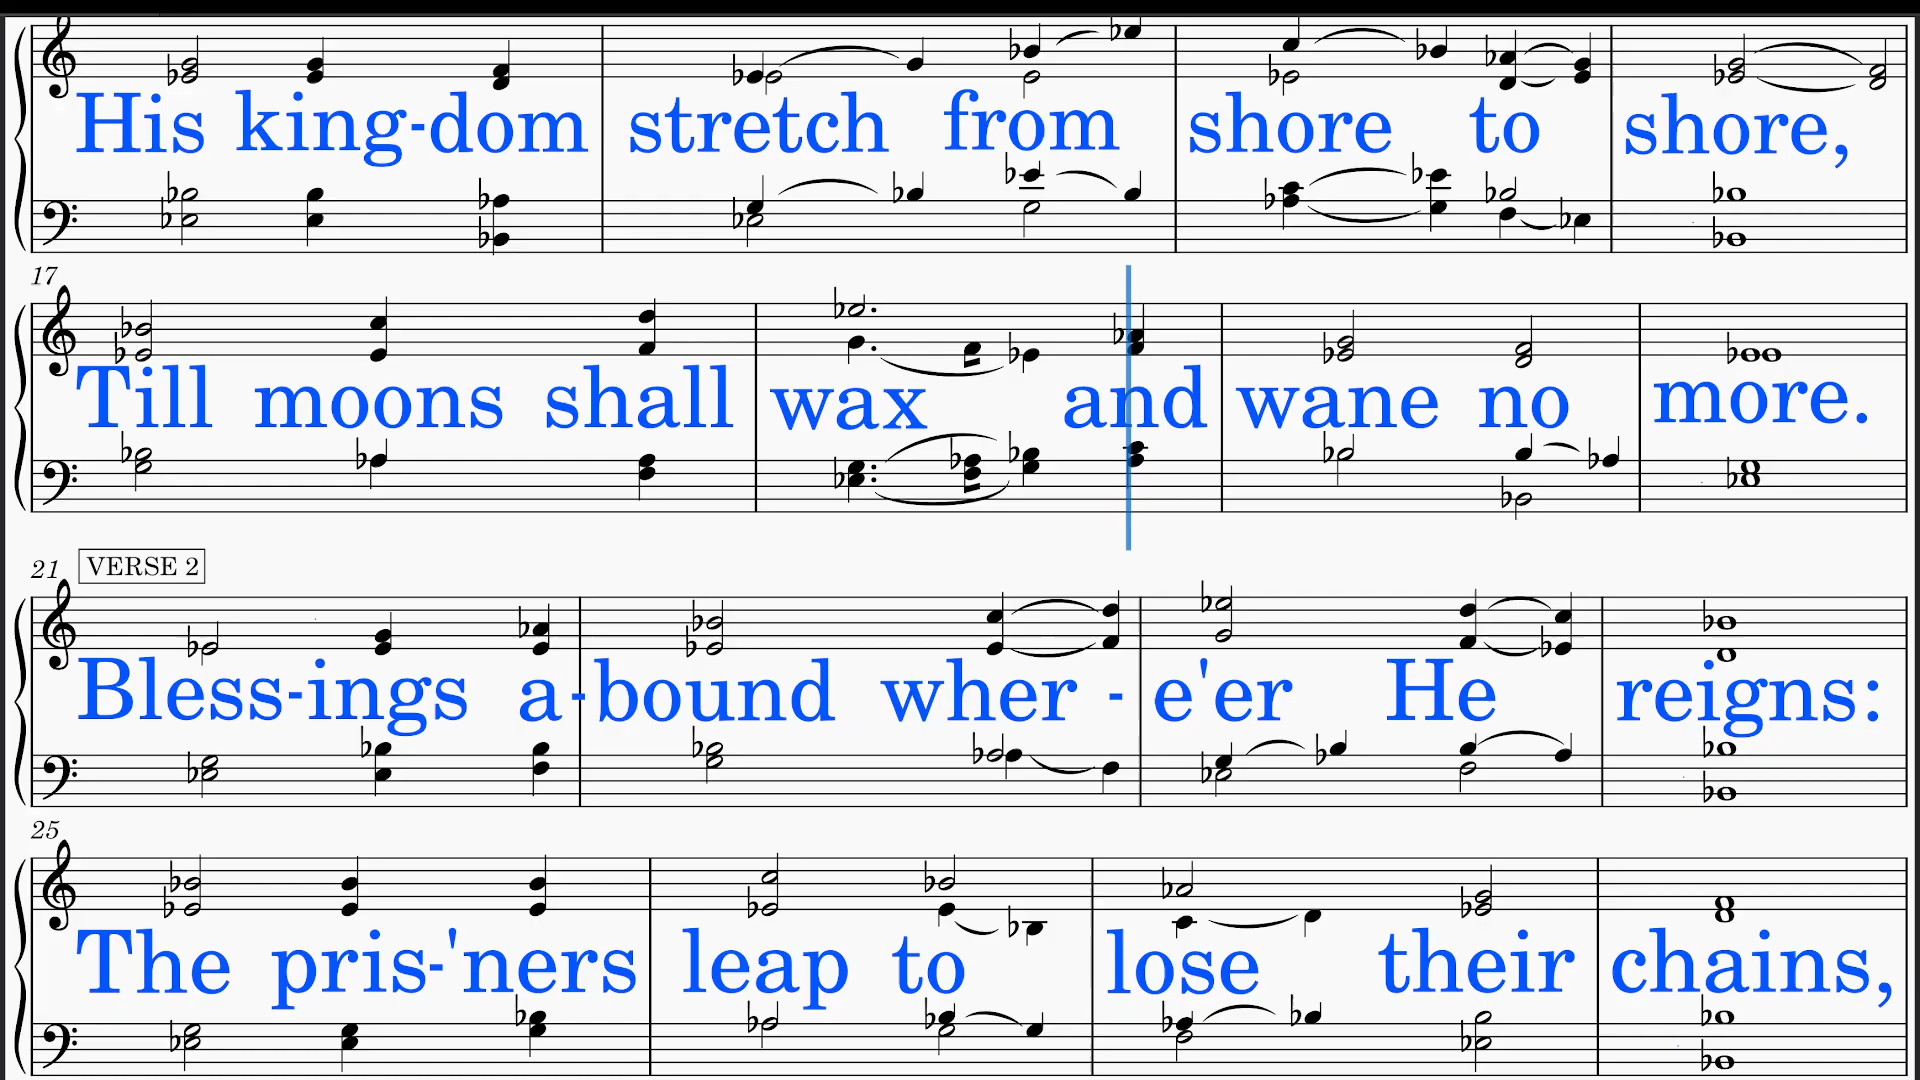 His king-dom stretch from shore to shore,
17
Till moons shall wax and wane no more.
21 VERSE 2
Bless-ings a-bound wher - e'er He reigns:
25
The pris-'ners leap to lose their chains,